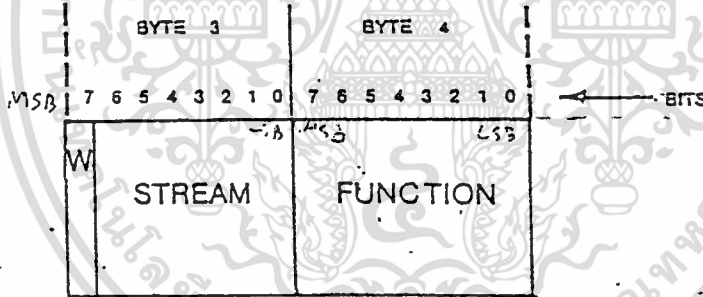 BYTE 3 BYTE 4
MSB 7 6 5 4 3 2 1 0 7 6 5 4 3 2 1 0 BITS
MSB LSB
W STREAM FUNCTION